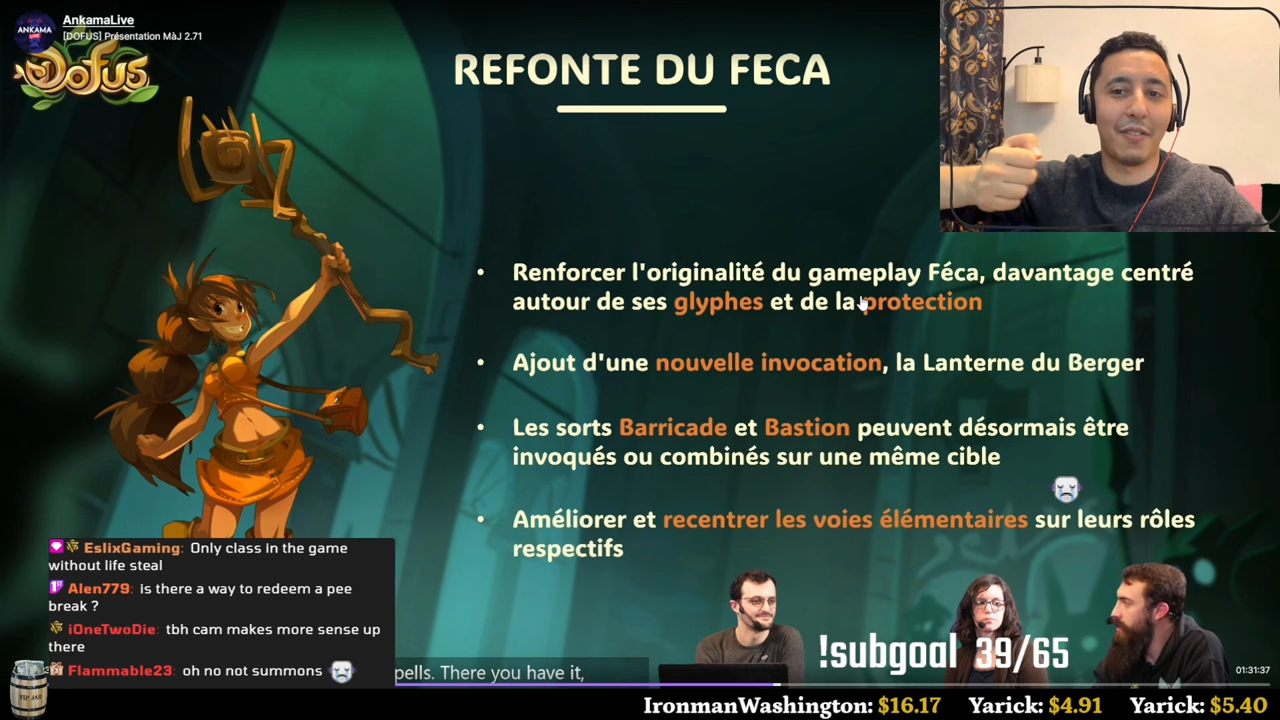 AnkamaLive
[DOFUS] Présentation MàJ 2.71
ANKAMA
LIVE
DOFUS
REFONTE DU FECA
• Renforcer l'originalité du gameplay Féca, davantage centré
autour de ses glyphes et de la protection
• Ajout d'une nouvelle invocation, la Lanterne du Berger
• Les sorts Barricade et Bastion peuvent désormais être
invoqués ou combinés sur une même cible
• Améliorer et recentrer les voies élémentaires sur leurs rôles
respectifs
EslixGaming: Only class in the game
without life steal
Alen779: is there a way to redeem a pee
break ?
iOneTwoDie: tbh cam makes more sense up
there
Flammable23: oh no not summons
pells. There you have it,
!subgoal 39/65
01:31:37
TIP JAR
IronmanWashington: $16.17 Yarick: $4.91 Yarick: $5.40